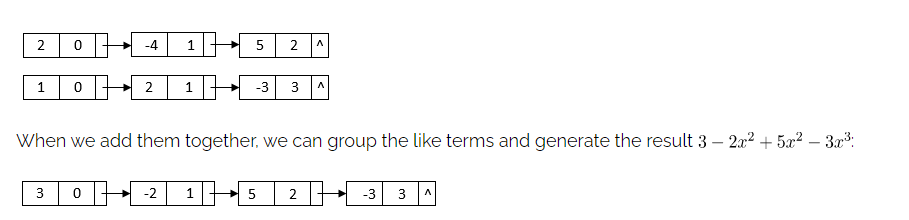 2 0 -4 1 5 2 ^
1 0 2 1 -3 3 ^
When we add them together, we can group the like terms and generate the result 3 – 2x² + 5x² – 3x³:
3 0 -2 1 5 2 -3 3 ^